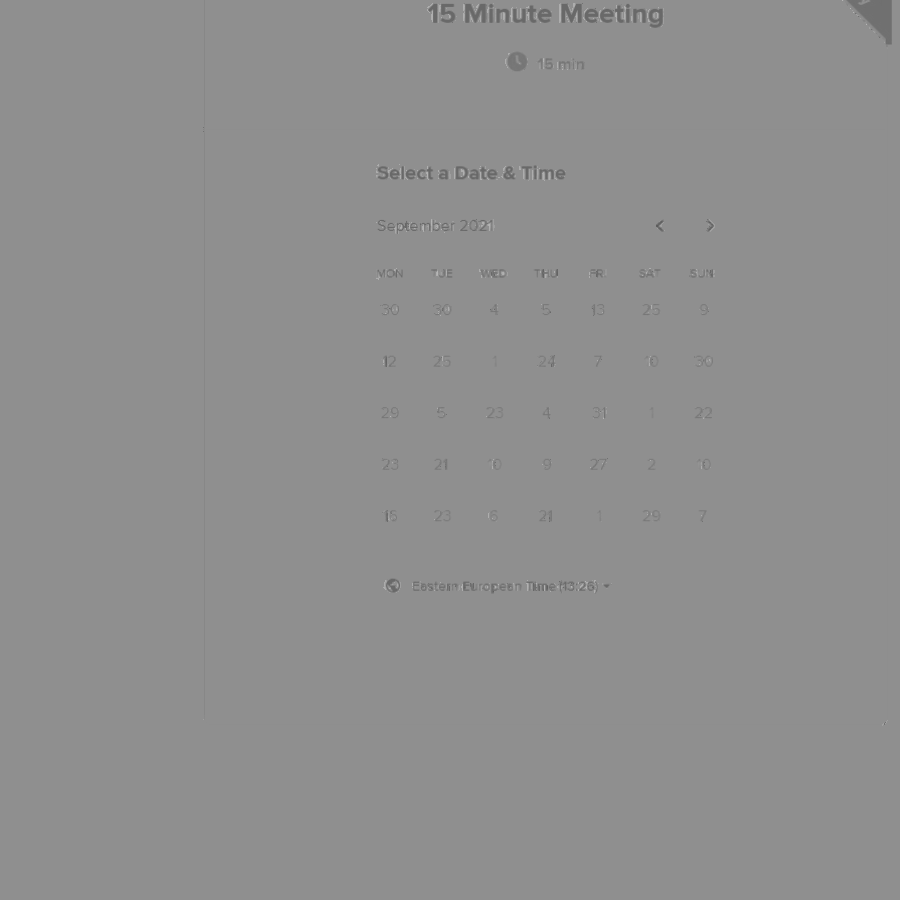 15 Minute Meeting
15 min
Select a Date & Time
September 2021
MON TUE WED THU FRI SAT SUN
30 30 4 5 13 25 9
12 25 1 24 7 10 30
29 5 23 4 31 1 22
23 21 10 9 27 2 10
15 23 6 21 1 29 7
Eastern European Time (13:26)